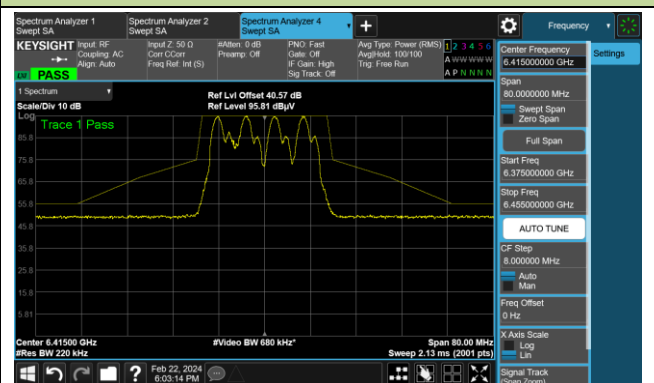 Spectrum Analyzer 1
Swept SA
Spectrum Analyzer 2
Swept SA
Spectrum Analyzer 4
Swept SA
Frequency
KEYSIGHT
Input: RF
Coupling: AC
Align: Auto
Input Z: 50 Ω
Corr CCorr
Freq Ref: Int (S)
#Atten: 0 dB
Preamp: Off
PNO: Fast
Gate: Off
IF Gain: High
Sig Track: Off
Avg Type: Power (RMS)
Avg|Hold: 100/100
Trig: Free Run
1 2 3 4 5 6
A W W W W W
A P N N N N
PASS
1 Spectrum
Scale/Div 10 dB
Ref Lvl Offset 40.57 dB
Ref Level 95.81 dBµV
Log
Trace 1 Pass
85.8
75.8
65.8
55.8
45.8
35.8
25.8
15.8
5.81
Center 6.41500 GHz
#Res BW 220 kHz
#Video BW 680 kHz*
Span 80.00 MHz
Sweep 2.13 ms (2001 pts)
Feb 22, 2024
6:03:14 PM
Center Frequency
6.415000000 GHz
Settings
Span
80.0000000 MHz
Swept Span
Zero Span
Full Span
Start Freq
6.375000000 GHz
Stop Freq
6.455000000 GHz
AUTO TUNE
CF Step
8.000000 MHz
Auto
Man
Freq Offset
0 Hz
X Axis Scale
Log
Lin
Signal Track
(Span Zoom)